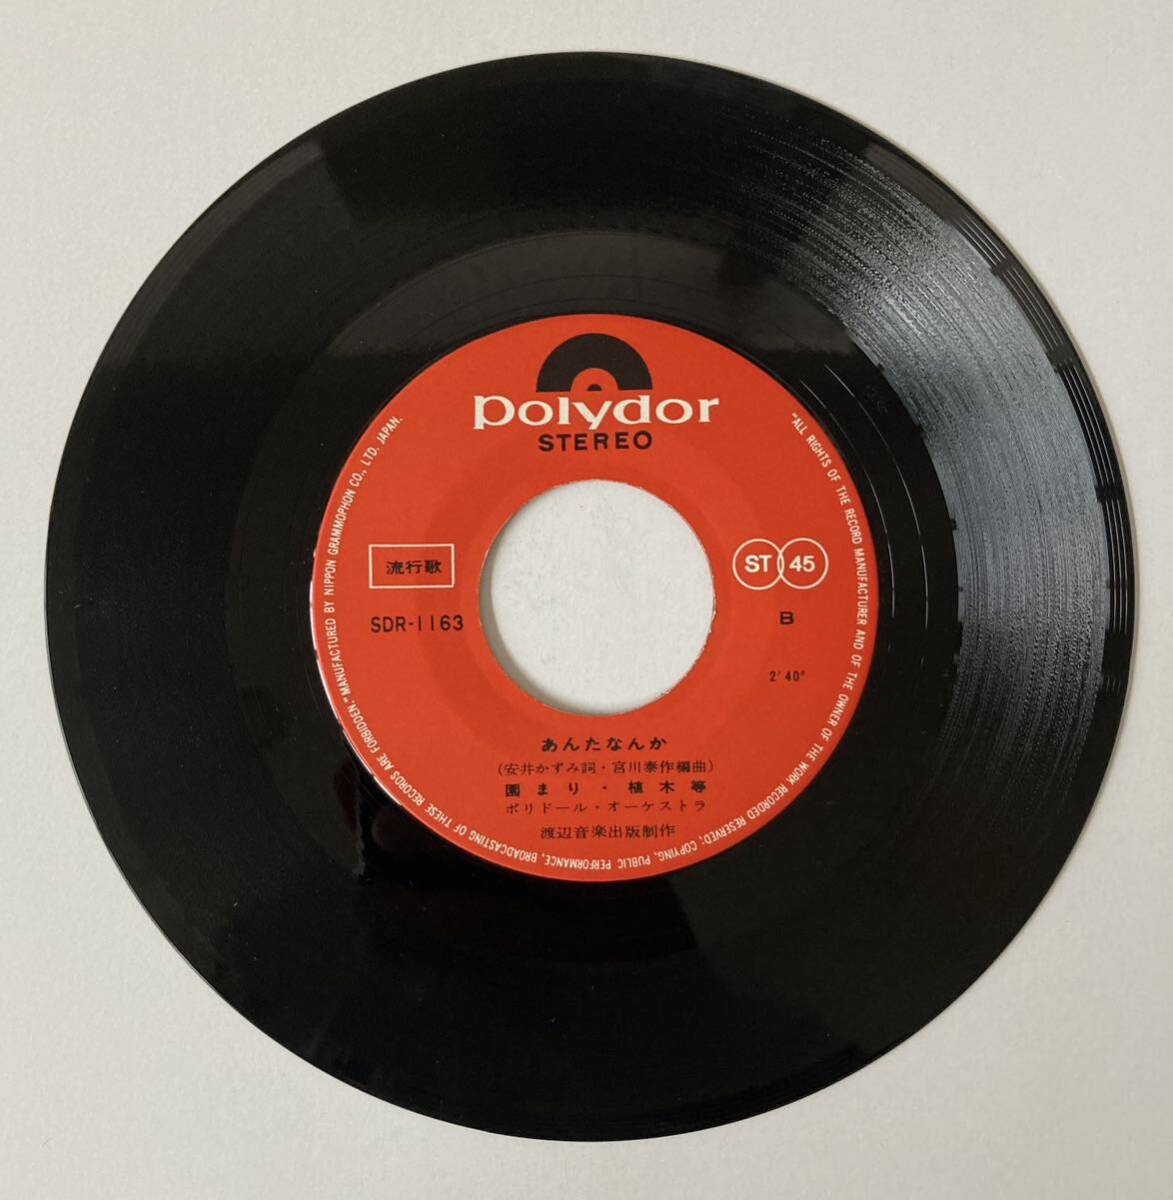 polydor
STEREO
流行歌
SDR-1163
ST 45
B
2′40″
あんたなんか
(安井かずみ詞・宮川泰作編曲)
園まり・植木等
ポリドール・オーケストラ
渡辺音楽出版制作
"ALL RIGHTS OF THE RECORD MANUFACTURER AND OF THE OWNER OF THE WORK RECORDED RESERVED; COPYING, PUBLIC PERFORMANCE, BROADCASTING OF THESE RECORDS ARE FORBIDDEN." MANUFACTURED BY NIPPON GRAMMOPHON CO., LTD. JAPAN.